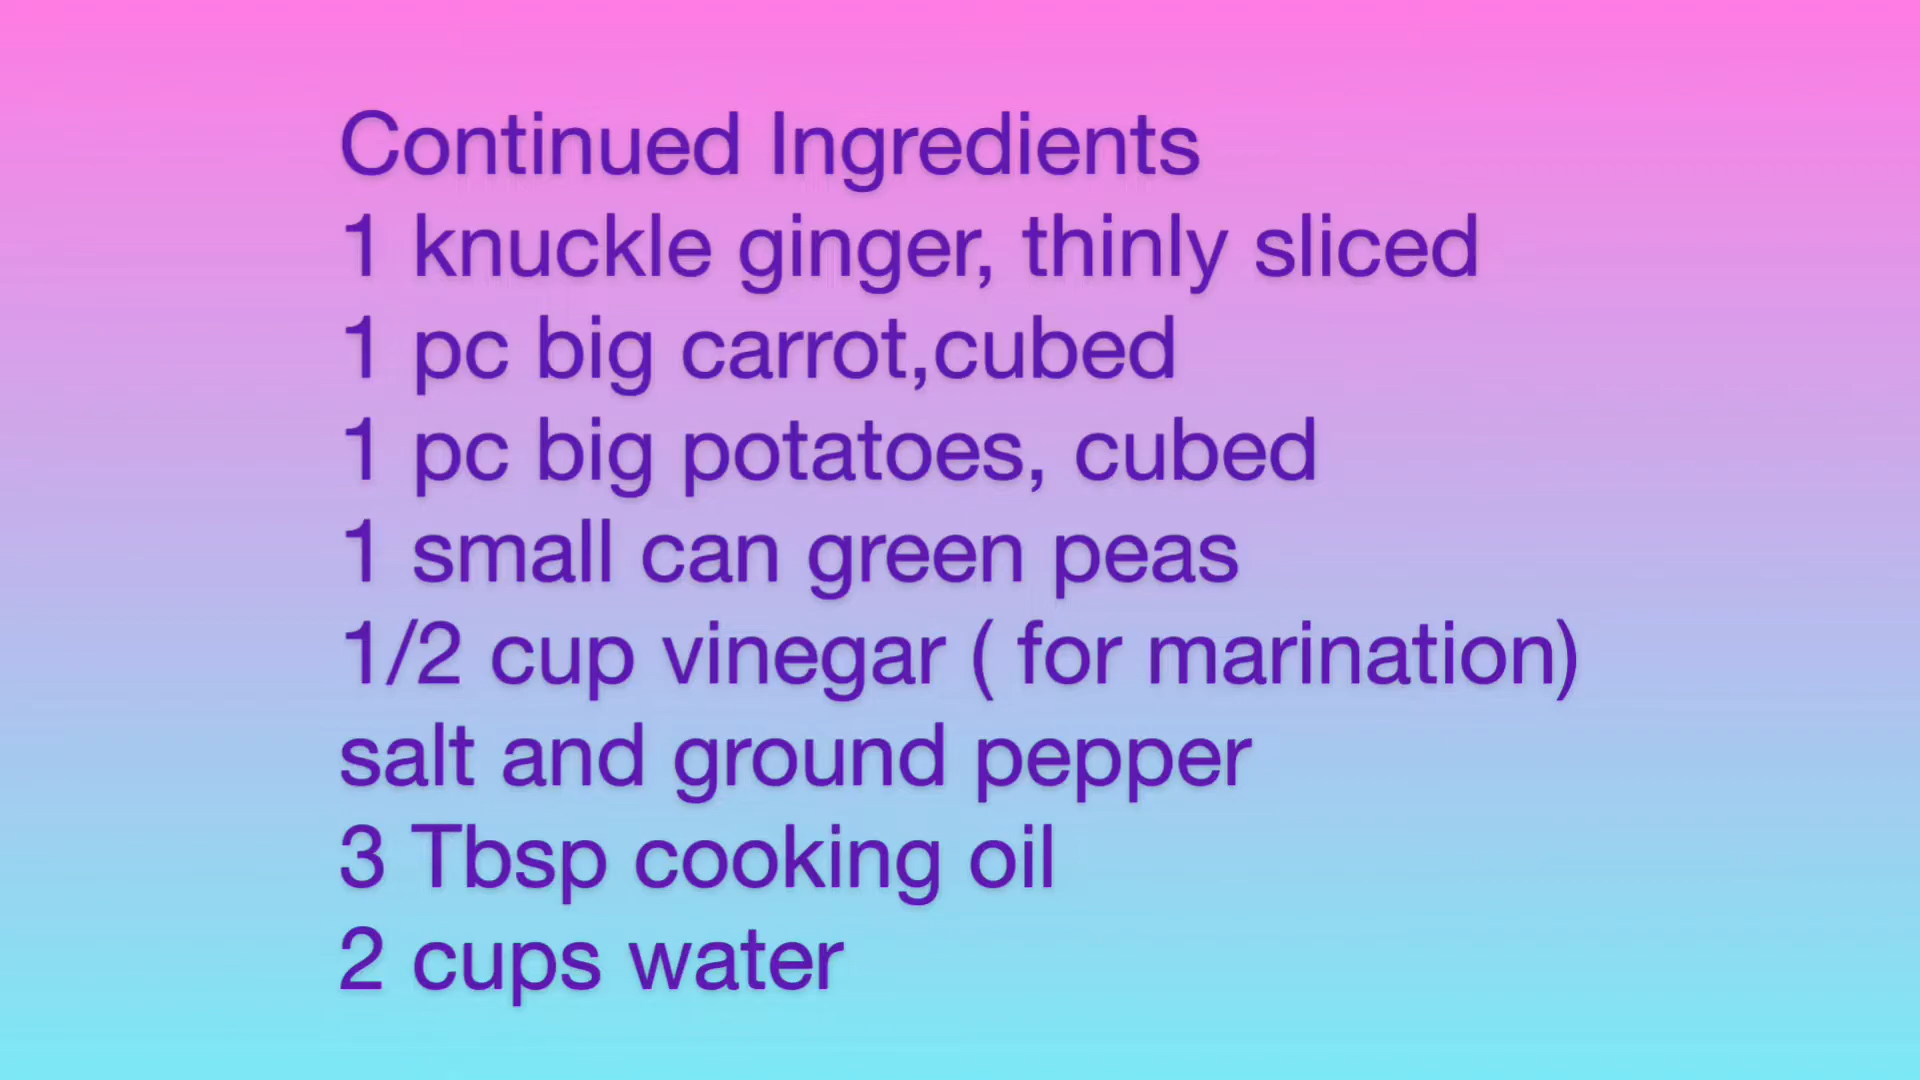 Continued Ingredients
1 knuckle ginger, thinly sliced
1 pc big carrot,cubed
1 pc big potatoes, cubed
1 small can green peas
1/2 cup vinegar ( for marination)
salt and ground pepper
3 Tbsp cooking oil
2 cups water